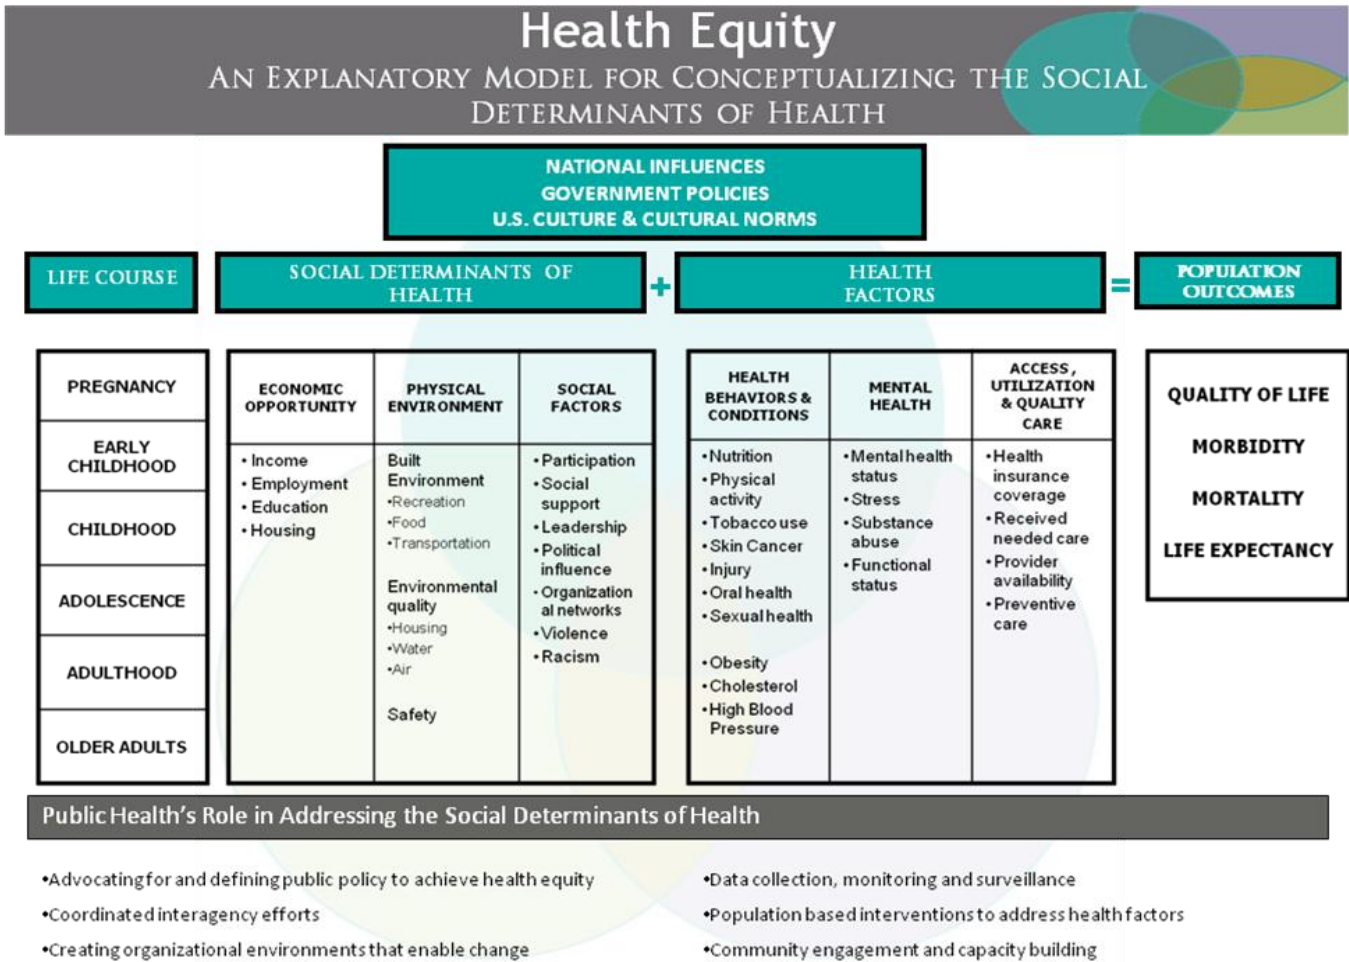 Health Equity
AN EXPLANATORY MODEL FOR CONCEPTUALIZING THE SOCIAL
DETERMINANTS OF HEALTH
NATIONAL INFLUENCES
GOVERNMENT POLICIES
U.S. CULTURE & CULTURAL NORMS
LIFE COURSE
SOCIAL DETERMINANTS OF
HEALTH
+
HEALTH
FACTORS
=
POPULATION
OUTCOMES
PREGNANCY
EARLY
CHILDHOOD
CHILDHOOD
ADOLESCENCE
ADULTHOOD
OLDER ADULTS
ECONOMIC
OPPORTUNITY
• Income
• Employment
• Education
• Housing
PHYSICAL
ENVIRONMENT
Built
Environment
•Recreation
•Food
•Transportation
Environmental
quality
•Housing
•Water
•Air
Safety
SOCIAL
FACTORS
• Participation
• Social
support
• Leadership
• Political
influence
• Organization
al networks
• Violence
• Racism
HEALTH
BEHAVIORS &
CONDITIONS
• Nutrition
• Physical
activity
• Tobacco use
• Skin Cancer
• Injury
• Oral health
• Sexual health
• Obesity
• Cholesterol
• High Blood
Pressure
MENTAL
HEALTH
• Mental health
status
• Stress
• Substance
abuse
• Functional
status
ACCESS,
UTILIZATION
& QUALITY
CARE
• Health
insurance
coverage
• Received
needed care
• Provider
availability
• Preventive
care
QUALITY OF LIFE
MORBIDITY
MORTALITY
LIFE EXPECTANCY
Public Health's Role in Addressing the Social Determinants of Health
•Advocating for and defining public policy to achieve health equity
•Coordinated interagency efforts
•Creating organizational environments that enable change
•Data collection, monitoring and surveillance
•Population based interventions to address health factors
•Community engagement and capacity building